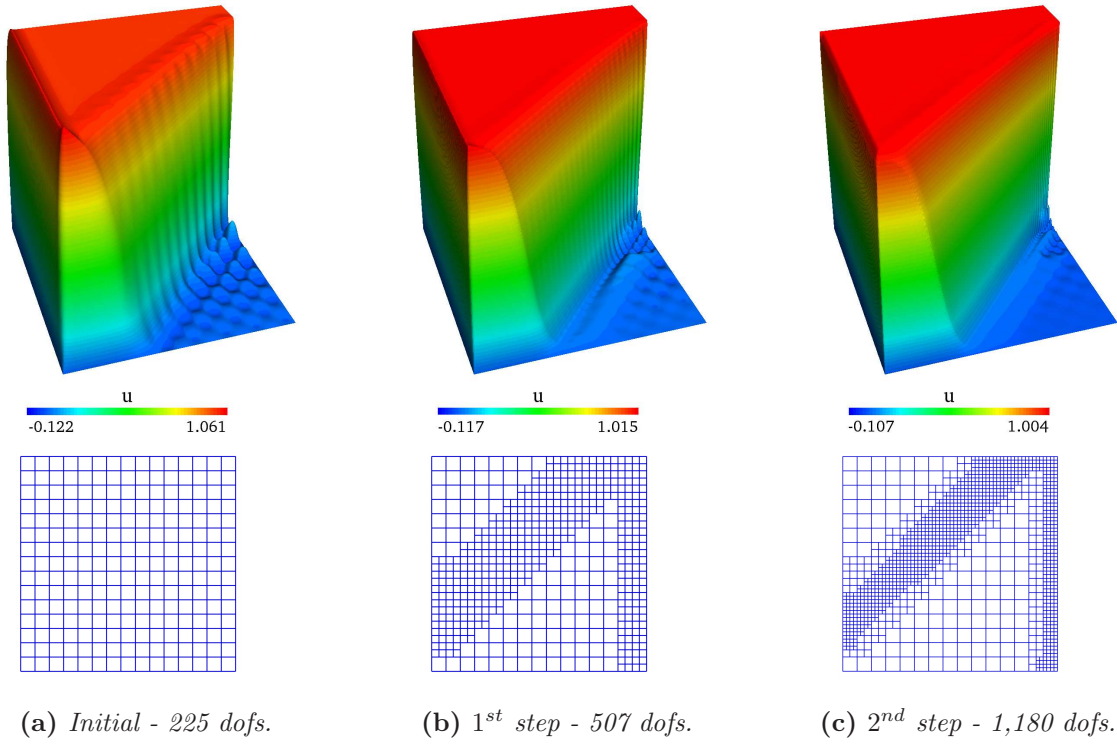 u
-0.122 1.061
u
-0.117 1.015
u
-0.107 1.004
(a) Initial - 225 dofs.
(b) 1st step - 507 dofs.
(c) 2nd step - 1,180 dofs.